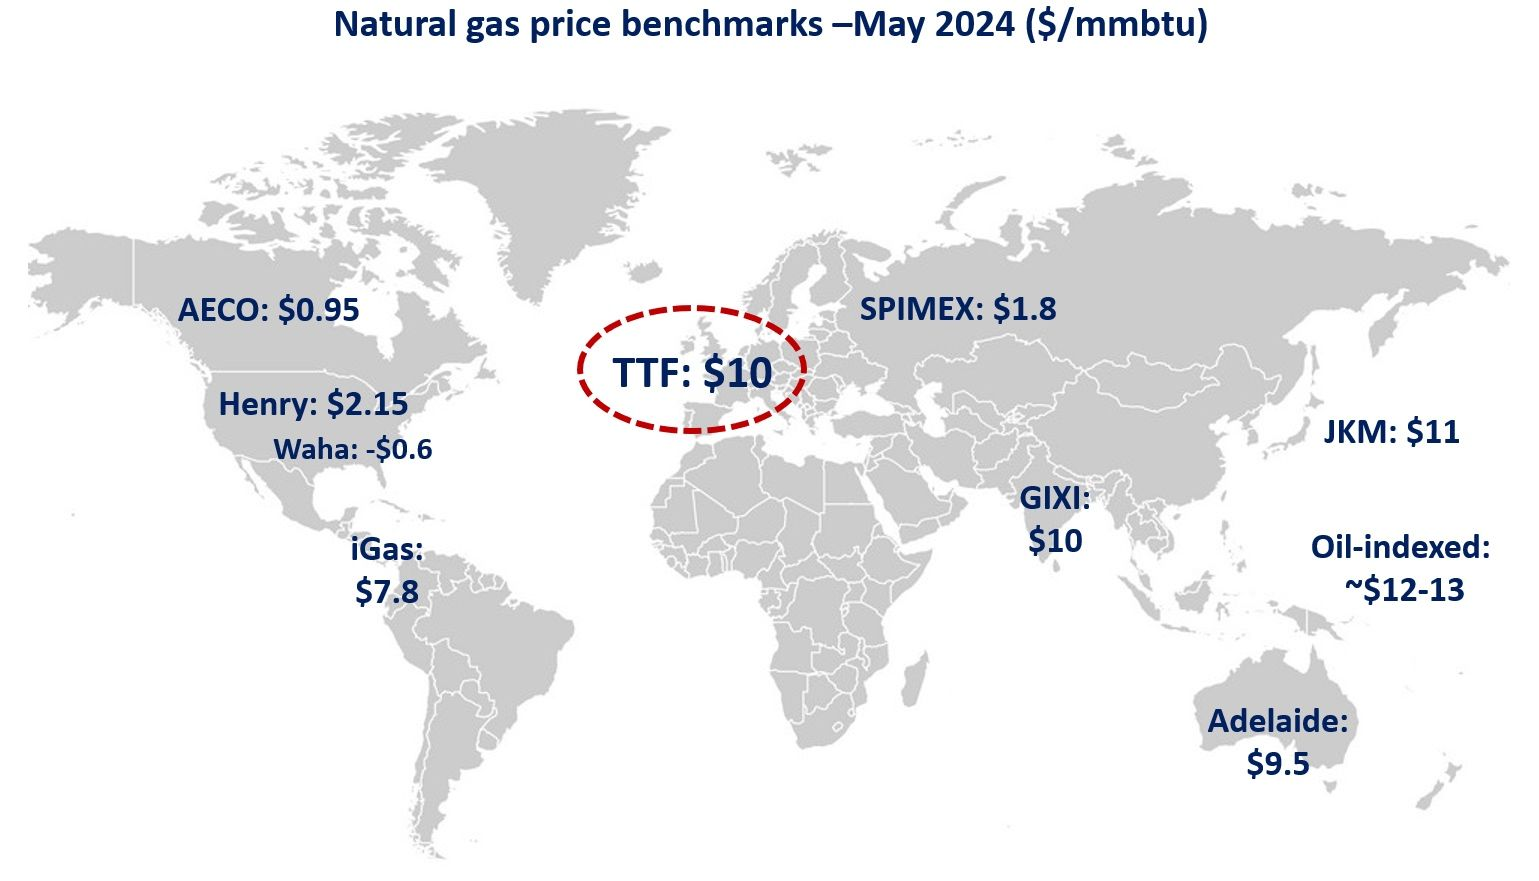 Natural gas price benchmarks –May 2024 ($/mmbtu)
AECO: $0.95
SPIMEX: $1.8
TTF: $10
Henry: $2.15
Waha: -$0.6
JKM: $11
GIXI:
$10
iGas:
$7.8
Oil-indexed:
~$12-13
Adelaide:
$9.5